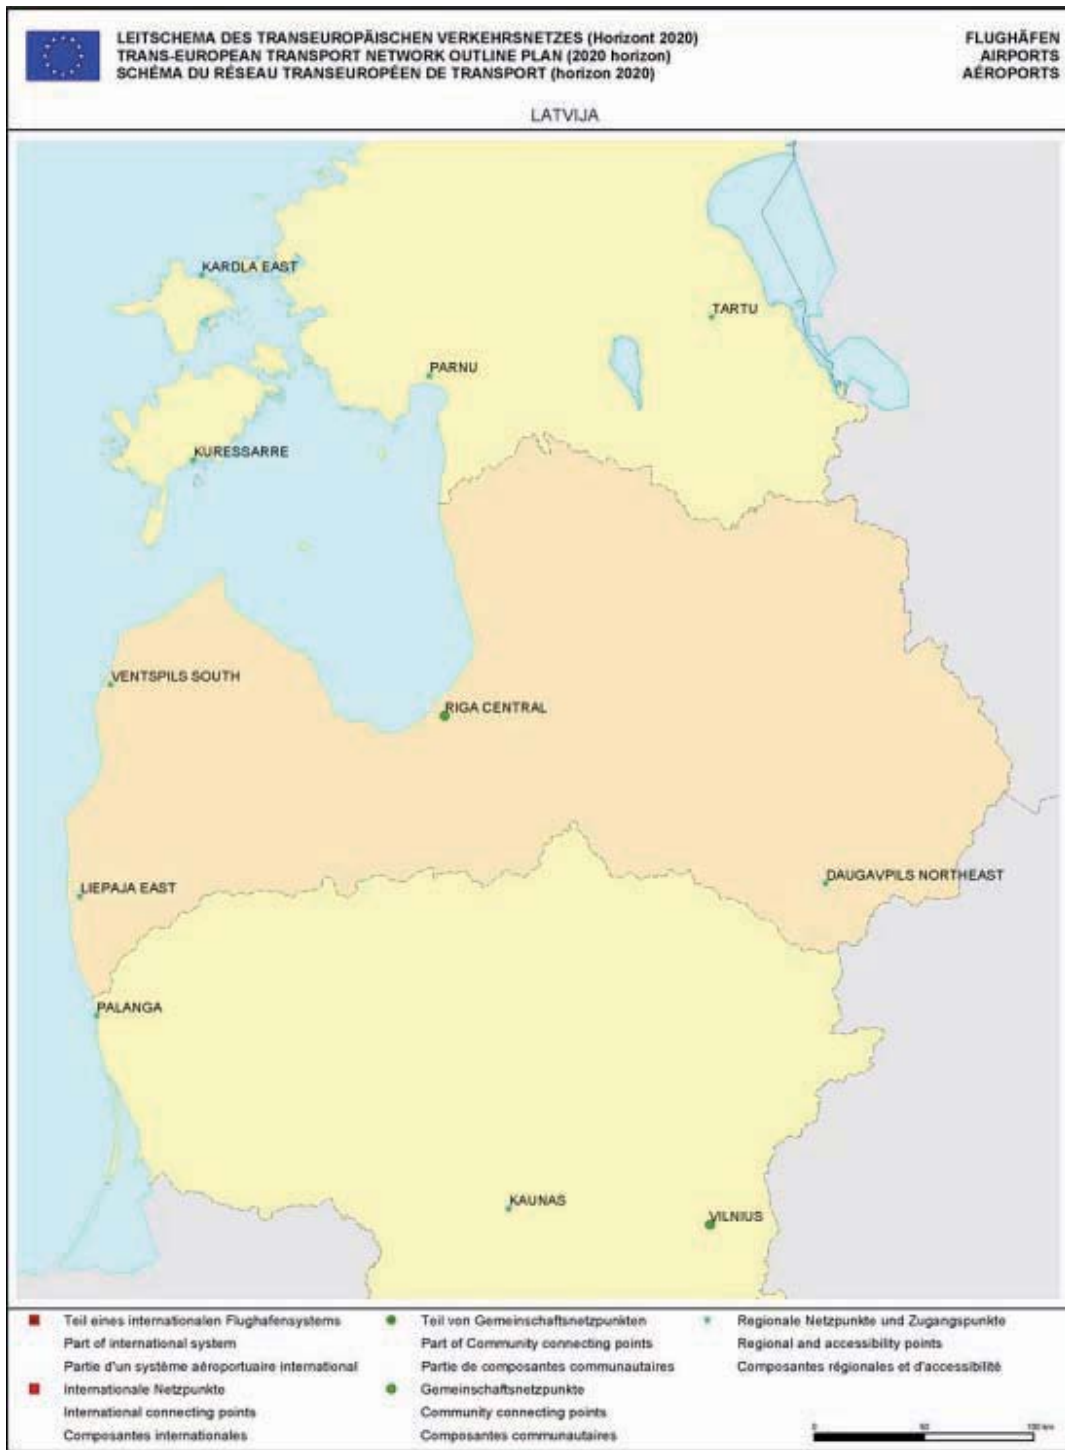 LEITSCHEMA DES TRANSEUROPÄISCHEN VERKEHRSNETZES (Horizont 2020)
TRANS-EUROPEAN TRANSPORT NETWORK OUTLINE PLAN (2020 horizon)
SCHÉMA DU RÉSEAU TRANSEUROPÉEN DE TRANSPORT (horizon 2020)
FLUGHÄFEN
AIRPORTS
AÉROPORTS
LATVIJA
KARDLA EAST
TARTU
PARNU
KURESSARRE
VENTSPILS SOUTH
RIGA CENTRAL
LIEPAJA EAST
DAUGAVPILS NORTHEAST
PALANGA
KAUNAS
VILNIUS
Teil eines internationalen Flughafensystems
Part of international system
Partie d'un système aéroportuaire international
Internationale Netzpunkte
International connecting points
Composantes internationales
Teil von Gemeinschaftsnetzpunkten
Part of Community connecting points
Partie de composantes communautaires
Gemeinschaftsnetzpunkte
Community connecting points
Composantes communautaires
Regionale Netzpunkte und Zugangspunkte
Regional and accessibility points
Composantes régionales et d'accessibilité
0 50 100 km